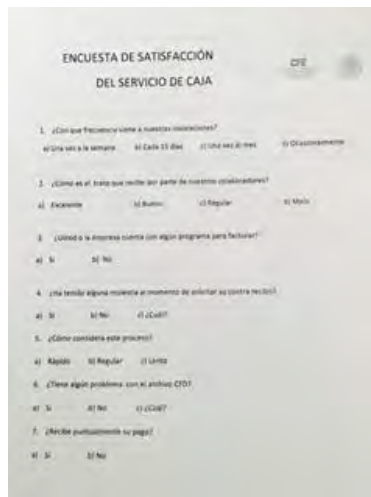 ENCUESTA DE SATISFACCIÓN
DEL SERVICIO DE CAJA
1. ¿Con que frecuencia viene a nuestras instalaciones?
a) Una vez a la semana b) Cada 15 días c) Una vez al mes d) Ocasionalmente
2. ¿Cómo es el trato que recibe por parte de nuestros colaboradores?
a) Excelente b) Bueno c) Regular d) Malo
3. ¿Usted o la empresa cuenta con algún programa para facturar?
a) Si b) No
4. ¿Ha tenido alguna molestia al momento de solicitar su contra recibo?
a) Si b) No c) ¿Cuál?
5. ¿Cómo considera este proceso?
a) Rápido b) Regular c) Lento
6. ¿Tiene algún problema con el archivo CFD?
a) Si b) No c) ¿Cuál?
7. ¿Recibe puntualmente su pago?
a) Si b) No